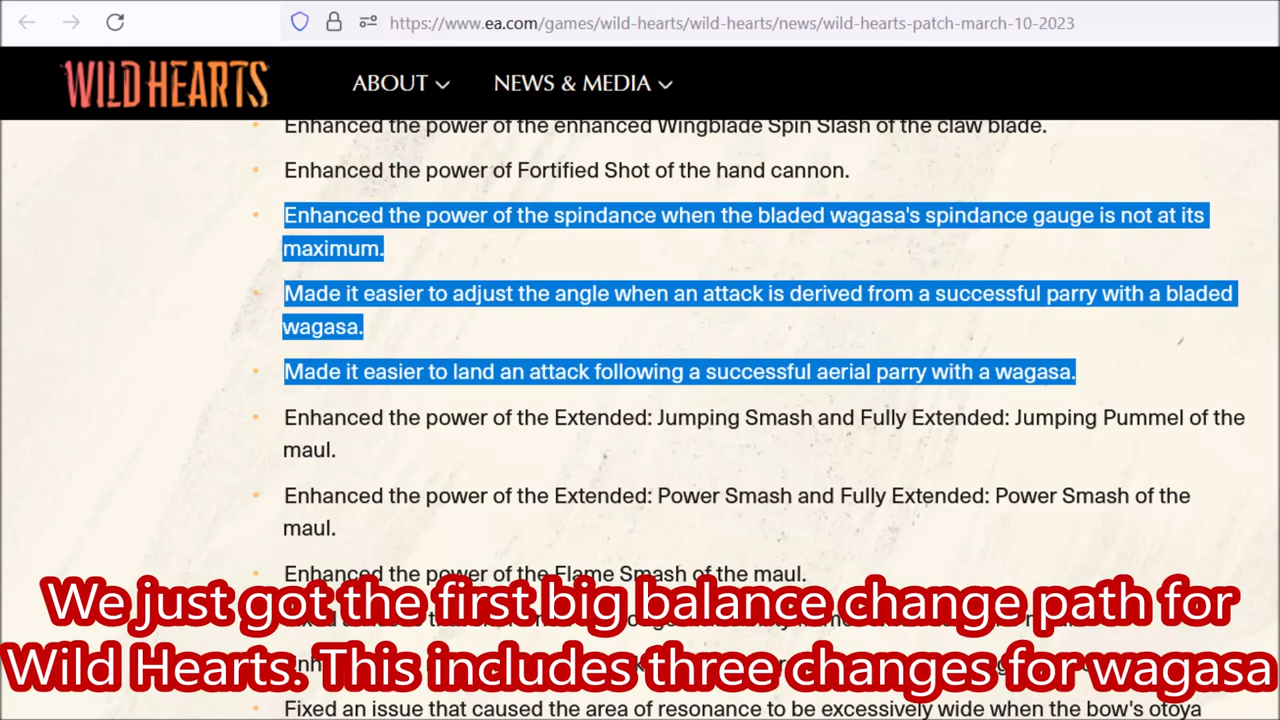 https://www.ea.com/games/wild-hearts/wild-hearts/news/wild-hearts-patch-march-10-2023
WILD HEARTS
ABOUT
NEWS & MEDIA
Enhanced the power of the enhanced Wingblade Spin Slash of the claw blade.
Enhanced the power of Fortified Shot of the hand cannon.
Enhanced the power of the spindance when the bladed wagasa's spindance gauge is not at its
maximum.
Made it easier to adjust the angle when an attack is derived from a successful parry with a bladed
wagasa.
Made it easier to land an attack following a successful aerial parry with a wagasa.
Enhanced the power of the Extended: Jumping Smash and Fully Extended: Jumping Pummel of the
maul.
Enhanced the power of the Extended: Power Smash and Fully Extended: Power Smash of the
maul.
Enhanced the power of the Flame Smash of the maul.
We just got the first big balance change path for
Wild Hearts. This includes three changes for wagasa
Fixed an issue that caused the area of resonance to be excessively wide when the bow's otoya